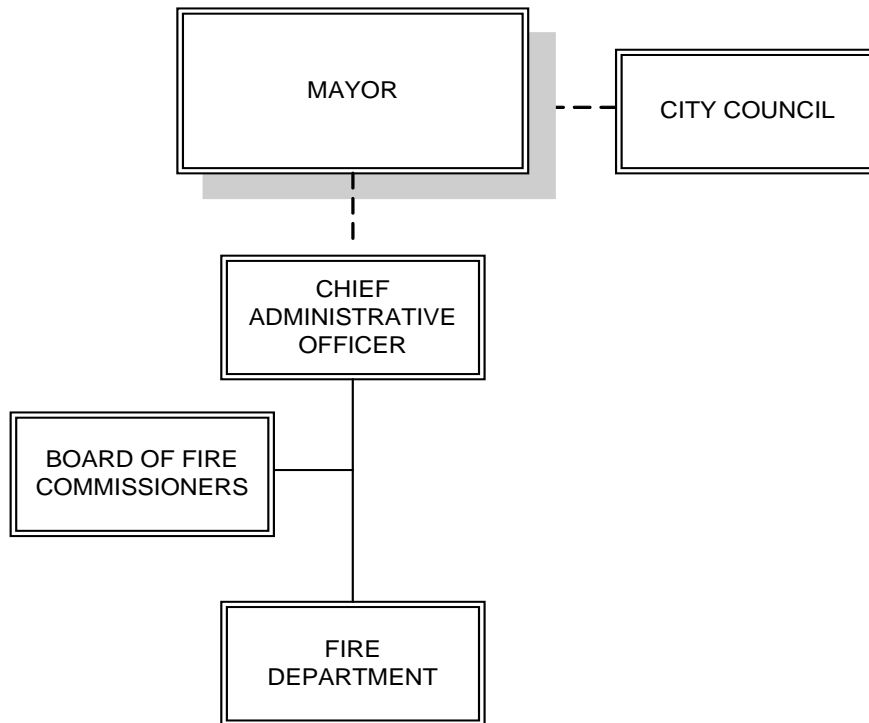 MAYOR
CITY COUNCIL
CHIEF
ADMINISTRATIVE
OFFICER
BOARD OF FIRE
COMMISSIONERS
FIRE
DEPARTMENT